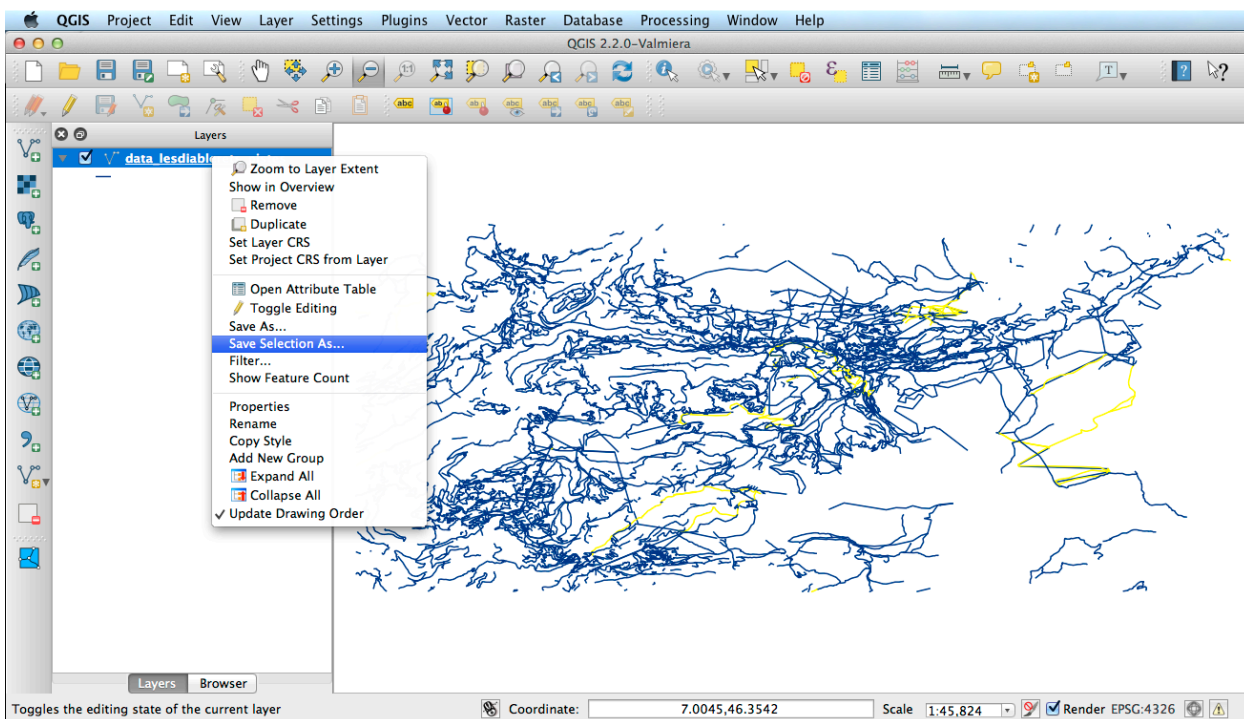 QGIS Project Edit View Layer Settings Plugins Vector Raster Database Processing Window Help
QGIS 2.2.0-Valmiera
Layers
data_lesdiable
Zoom to Layer Extent
Show in Overview
Remove
Duplicate
Set Layer CRS
Set Project CRS from Layer
Open Attribute Table
Toggle Editing
Save As...
Save Selection As...
Filter...
Show Feature Count
Properties
Rename
Copy Style
Add New Group
Expand All
Collapse All
✓ Update Drawing Order
Layers Browser
Toggles the editing state of the current layer Coordinate: 7.0045,46.3542 Scale 1:45,824 Render EPSG:4326